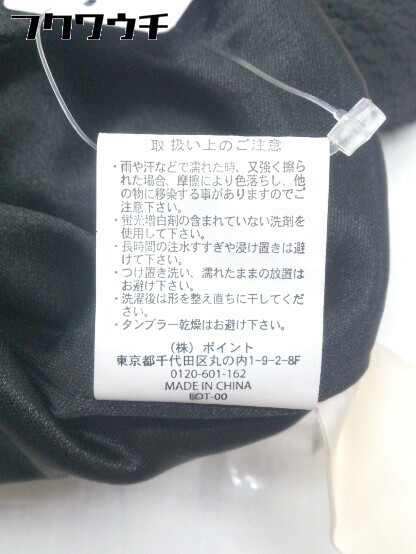 フクウウチ
取 扱い上のご注意
・雨や汗などで濡れた時、又強く擦ら
れた場合、摩擦により色落ちし、他
の物に移染する事がありますのでご
注意下さい。
・蛍光増白剤の含まれていない洗剤を
使用して下さい。
・長時間の注水すすぎや浸け置きは避
けて下さい。
・つけ置き洗い、濡れたままの放置は
お避け下さい。
・洗濯後は形を整え直ちに干してくだ
さい。
・タンブラー乾燥はお避け下さい。
(株) ポイント
東京都千代田区丸の内1-9-2-8F
0120-601-162
MADE IN CHINA
BOT-00